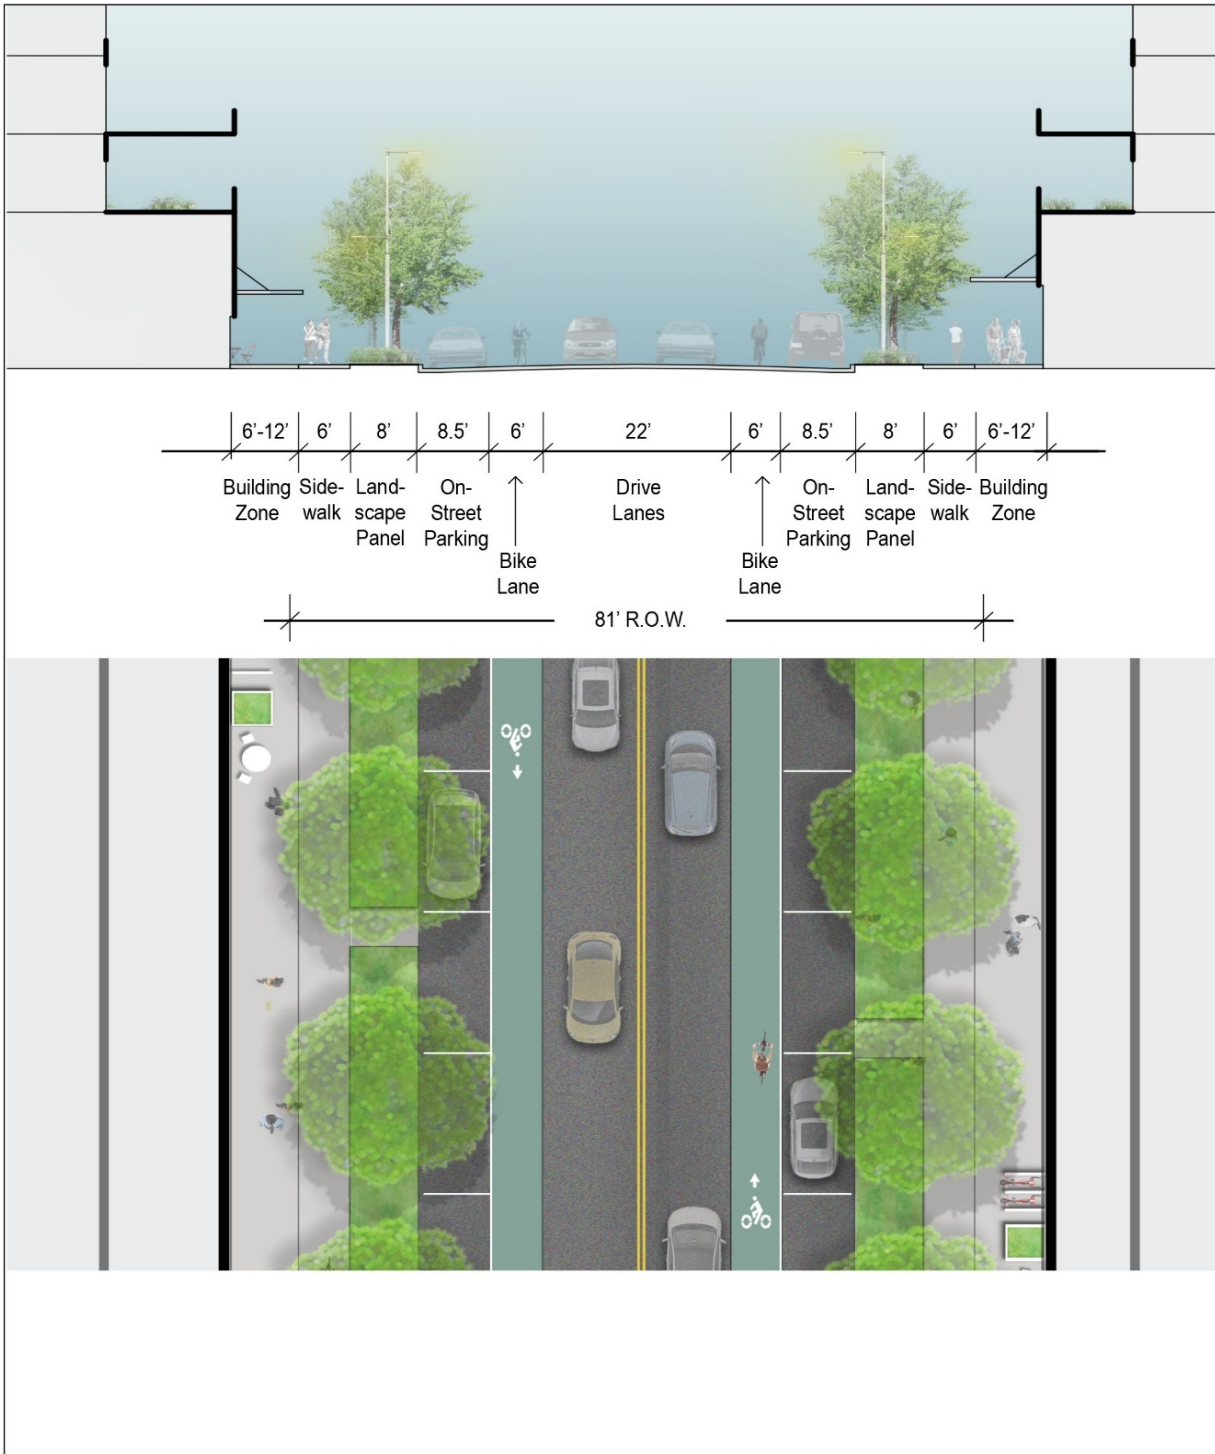 6'-12' 6' 8' 8.5' 6' 22' 6' 8.5' 8' 6' 6'-12'
Building Zone
Side-
walk
Land-
scape
Panel
On-
Street
Parking
Bike
Lane
Drive
Lanes
Bike
Lane
On-
Street
Parking
Land-
scape
Panel
Side-
walk
Building
Zone
81' R.O.W.